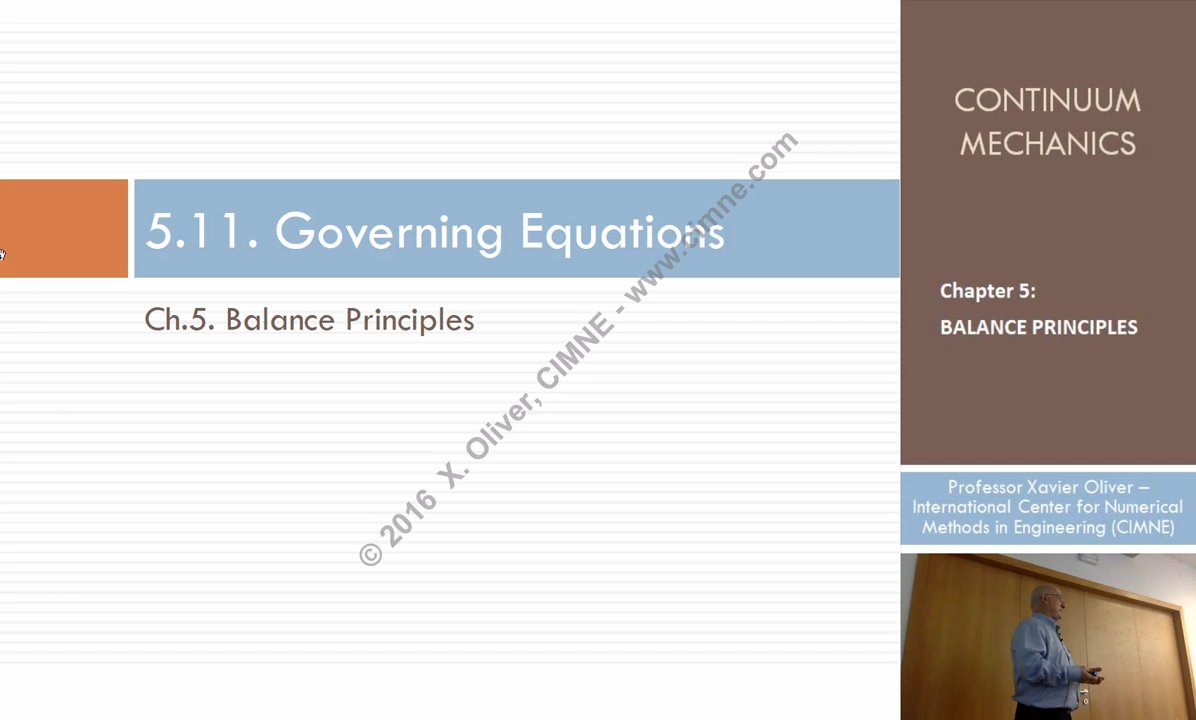 5.11. Governing Equations
Ch.5. Balance Principles
© 2016 X. Oliver, CIMNE - www.cimne.com
CONTINUUM
MECHANICS
Chapter 5:
BALANCE PRINCIPLES
Professor Xavier Oliver –
International Center for Numerical
Methods in Engineering (CIMNE)